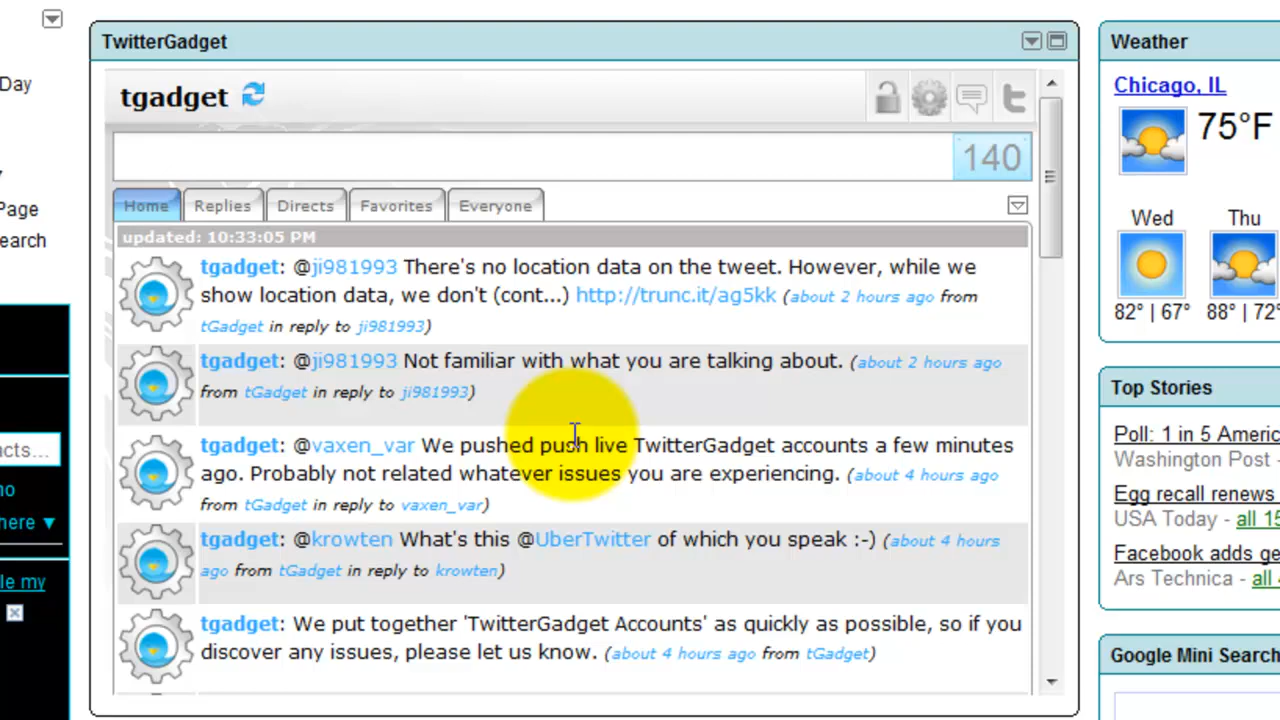 Day
Page
earch
acts...
no
here ▼
le my
TwitterGadget
tgadget
140
Home
Replies
Directs
Favorites
Everyone
updated: 10:33:05 PM
tgadget: @ji981993 There's no location data on the tweet. However, while we
show location data, we don't (cont...) http://trunc.it/ag5kk (about 2 hours ago from
tGadget in reply to ji981993)
tgadget: @ji981993 Not familiar with what you are talking about. (about 2 hours ago
from tGadget in reply to ji981993)
tgadget: @vaxen_var We pushed push live TwitterGadget accounts a few minutes
ago. Probably not related whatever issues you are experiencing. (about 4 hours ago
from tGadget in reply to vaxen_var)
tgadget: @krowten What's this @UberTwitter of which you speak :-) (about 4 hours
ago from tGadget in reply to krowten)
tgadget: We put together 'TwitterGadget Accounts' as quickly as possible, so if you
discover any issues, please let us know. (about 4 hours ago from tGadget)
Weather
Chicago, IL
75°F
Wed Thu
82° | 67° 88° | 72°
Top Stories
Poll: 1 in 5 Americ
Washington Post -
Egg recall renews
USA Today - all 15
Facebook adds ge
Ars Technica - all
Google Mini Search